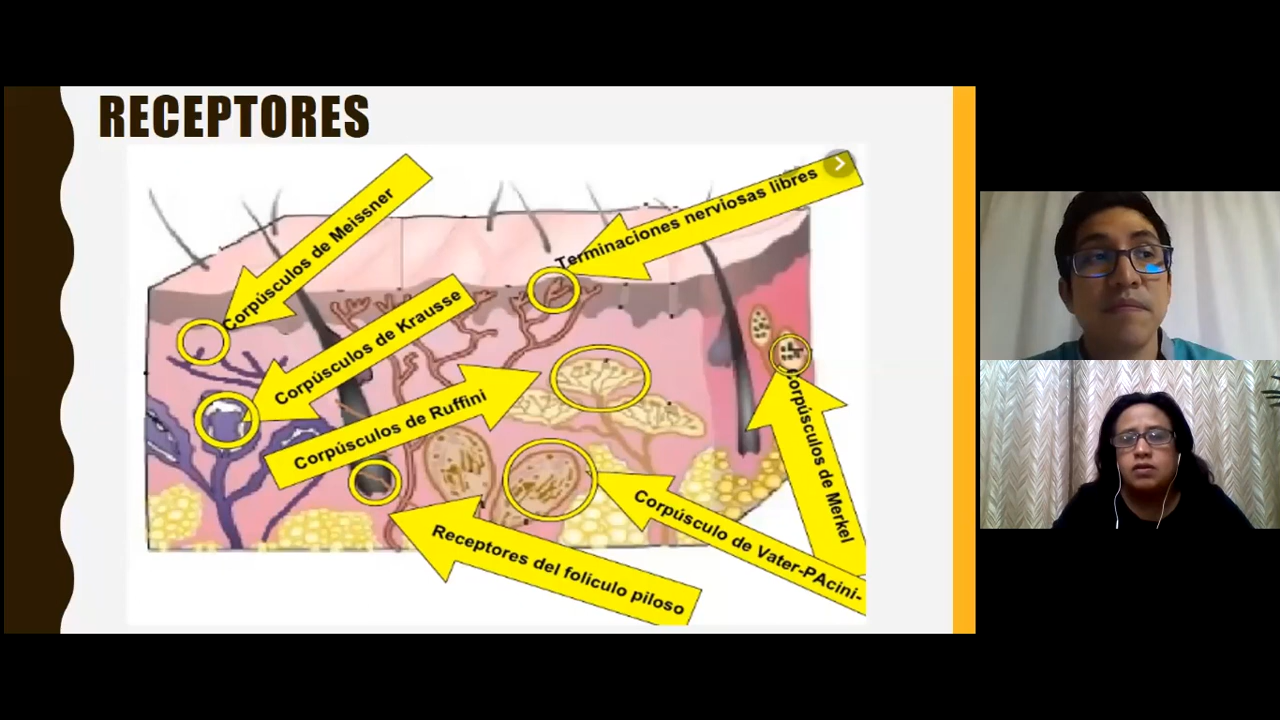 RECEPTORES
Corpúsculos de Meissner
Terminaciones nerviosas libres
Corpúsculos de Krausse
Corpúsculos de Ruffini
Corpúsculos de Merkel
Corpúsculo de Vater-PAcini-
Receptores del folículo piloso